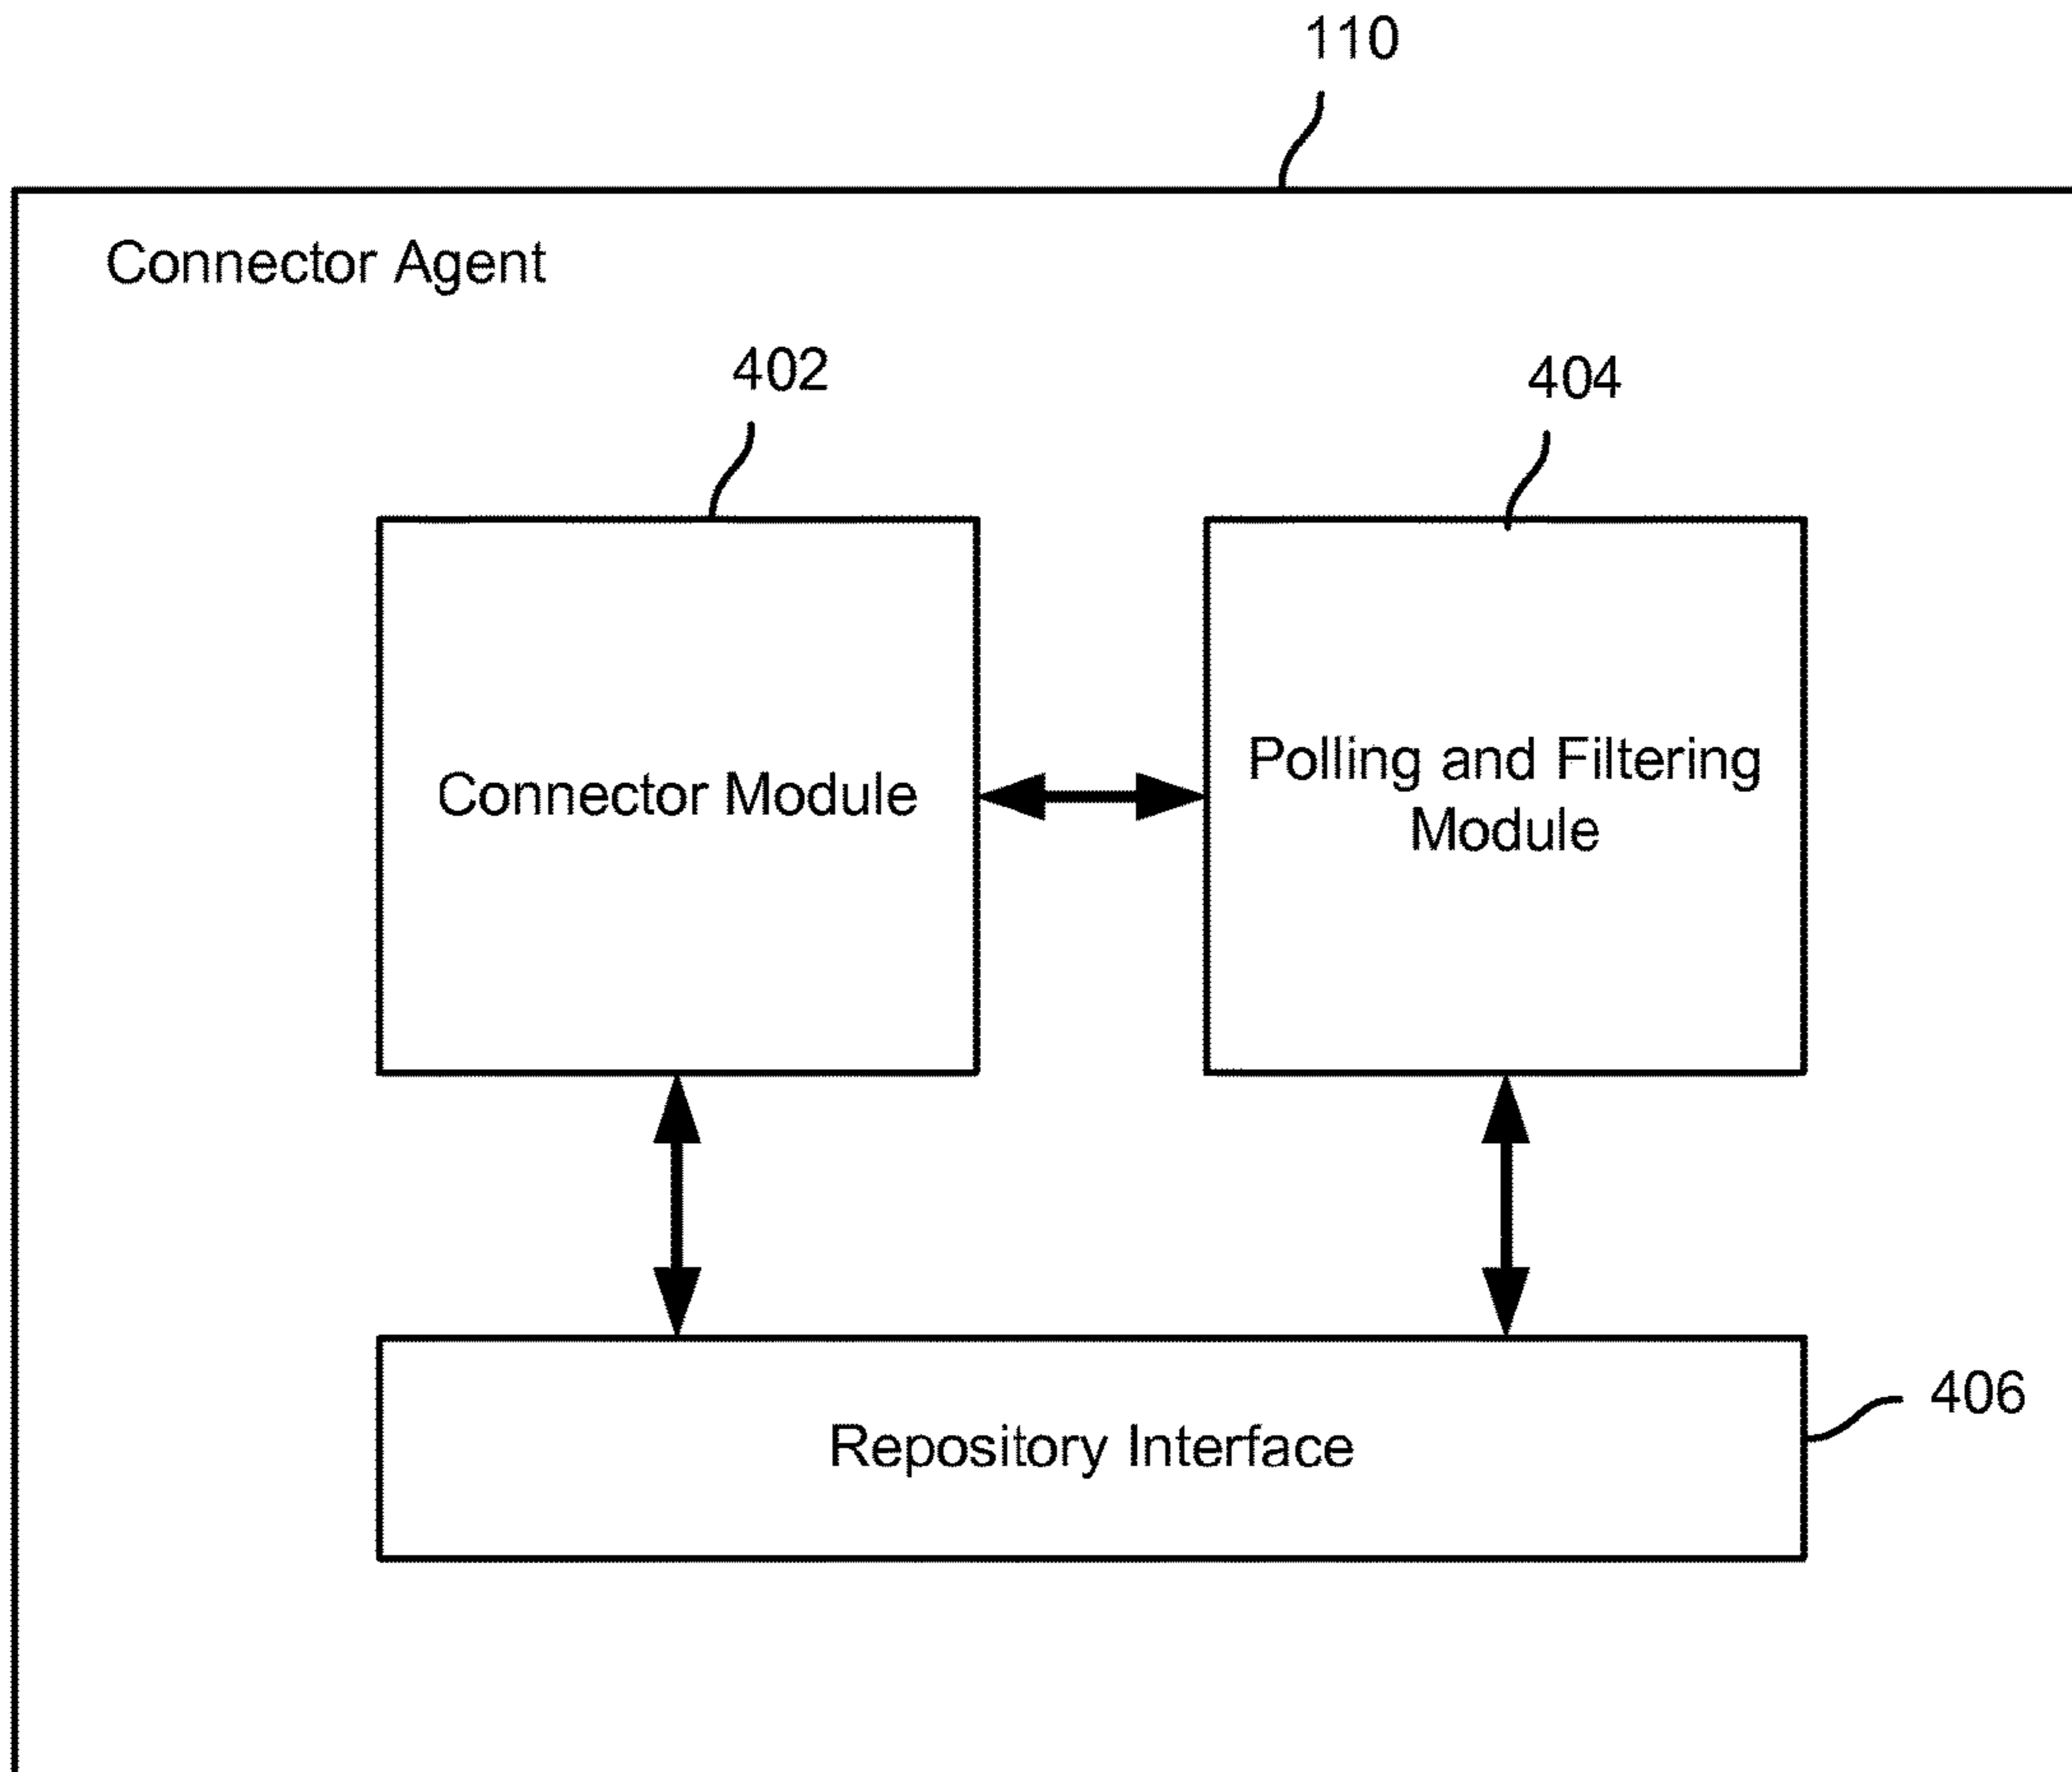 110
Connector Agent
402
404
Connector Module
Polling and Filtering
Module
Repository Interface
406